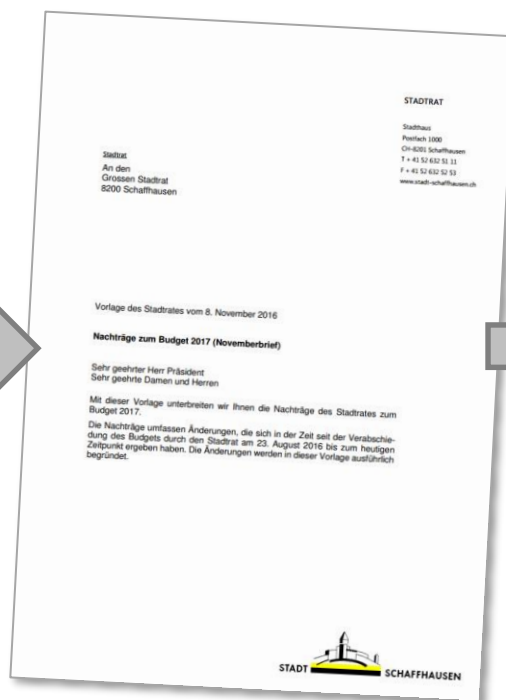 STADTRAT
Stadthaus
Postfach 1000
CH-8201 Schaffhausen
T + 41 52 632 51 11
F + 41 52 632 52 53
www.stadt-schaffhausen.ch
Stadtrat
An den
Grossen Stadtrat
8200 Schaffhausen
Vorlage des Stadtrates vom 8. November 2016
Nachträge zum Budget 2017 (Novemberbrief)
Sehr geehrter Herr Präsident
Sehr geehrte Damen und Herren
Mit dieser Vorlage unterbreiten wir Ihnen die Nachträge des Stadtrates zum
Budget 2017.
Die Nachträge umfassen Änderungen, die sich in der Zeit seit der Verabschie-
dung des Budgets durch den Stadtrat am 23. August 2016 bis zum heutigen
Zeitpunkt ergeben haben. Die Änderungen werden in dieser Vorlage ausführlich
begründet.
STADT SCHAFFHAUSEN